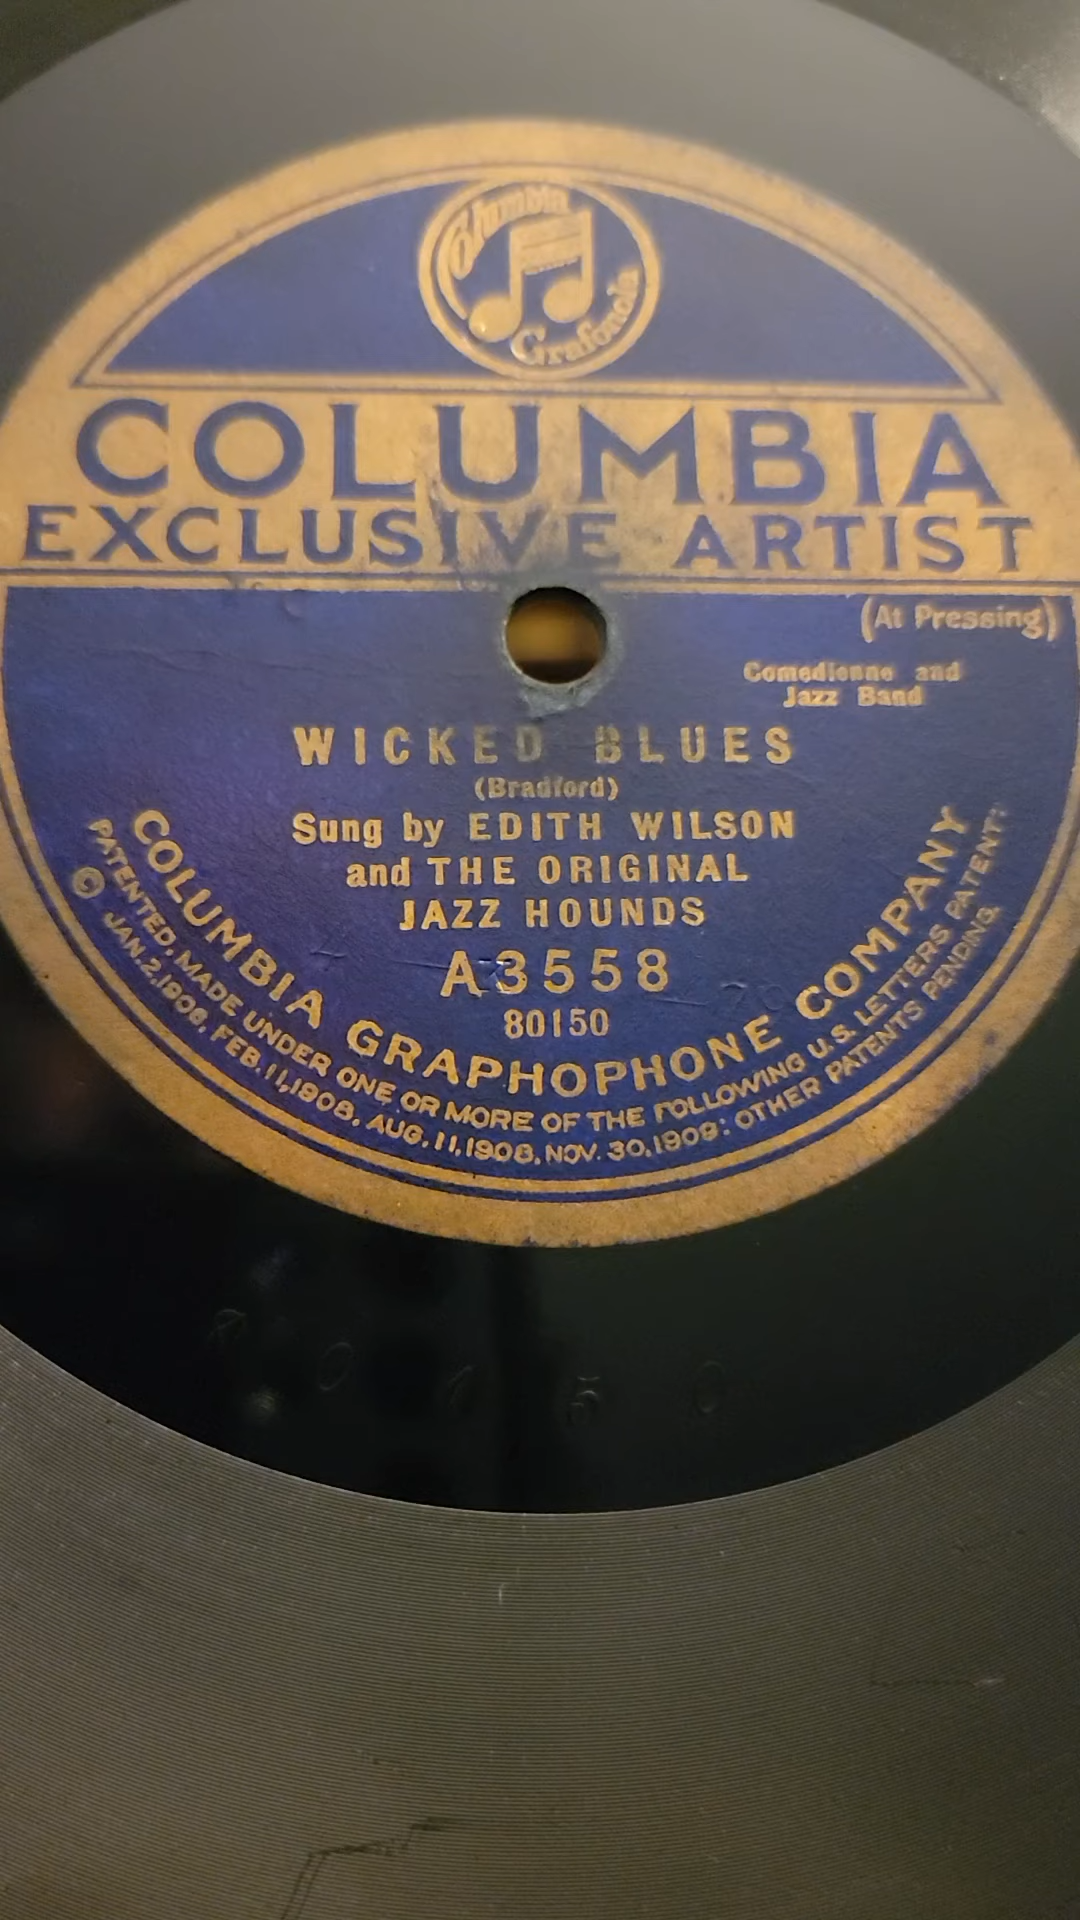 Columbia
Grafonola
COLUMBIA
EXCLUSIVE ARTIST
(At Pressing)
Comedienne and
Jazz Band
WICKED BLUES
(Bradford)
Sung by EDITH WILSON
and THE ORIGINAL
JAZZ HOUNDS
A3558
80150
COLUMBIA GRAPHOPHONE COMPANY
PATENTED, MADE UNDER ONE OR MORE OF THE FOLLOWING U.S. LETTERS PATENT:
© JAN.2,1906, FEB.11,1908, AUG.11,1908, NOV.30,1909: OTHER PATENTS PENDING.
80150